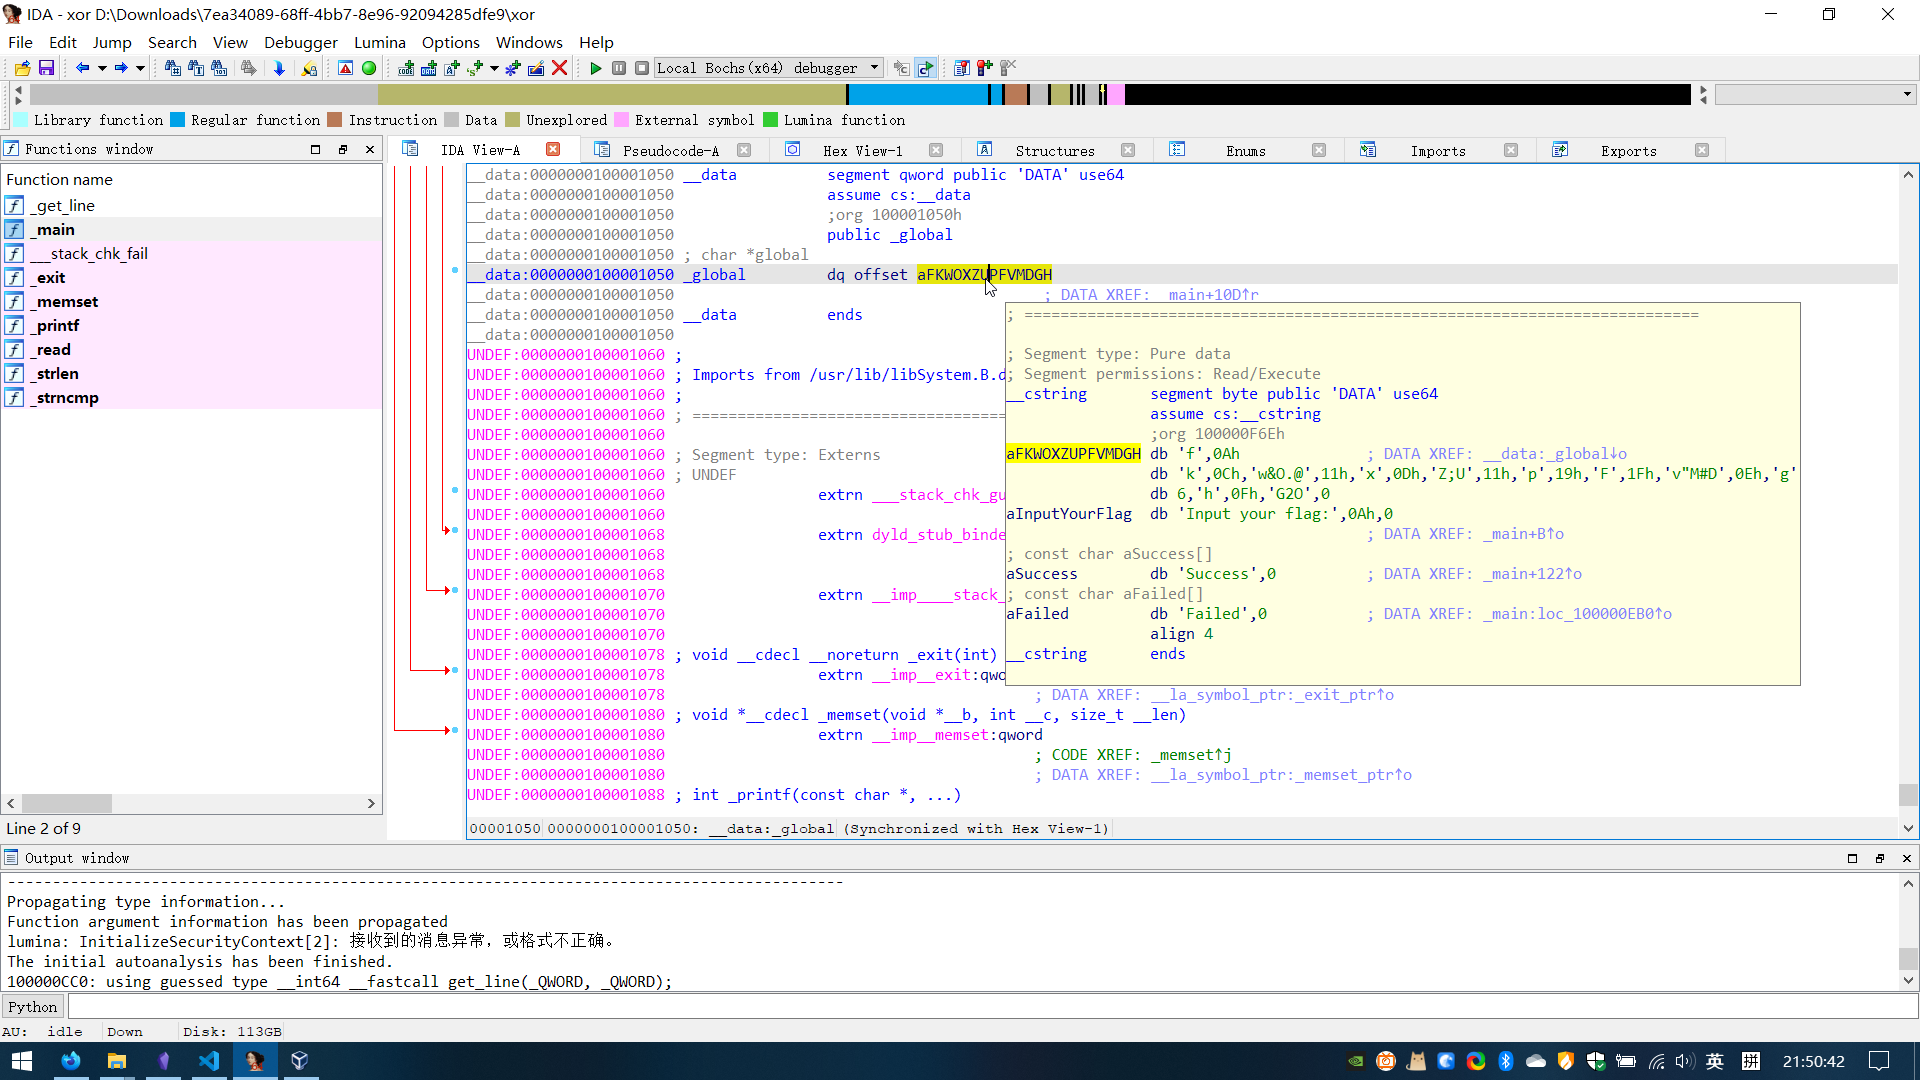 IDA - xor D:\Downloads\7ea34089-68ff-4bb7-8e96-92094285dfe9\xor
File Edit Jump Search View Debugger Lumina Options Windows Help
Local Bochs(x64) debugger
Library function Regular function Instruction Data Unexplored External symbol Lumina function
Functions window
IDA View-A Pseudocode-A Hex View-1 Structures Enums Imports Exports
Function name
_get_line
_main
___stack_chk_fail
_exit
_memset
_printf
_read
_strlen
_strncmp
Line 2 of 9
__data:0000000100001050 __data segment qword public 'DATA' use64
__data:0000000100001050 assume cs:__data
__data:0000000100001050 ;org 100001050h
__data:0000000100001050 public _global
__data:0000000100001050 ; char *global
__data:0000000100001050 _global dq offset aFKWOXZUPFVMDGH
__data:0000000100001050 ; DATA XREF: _main+10D↑r
__data:0000000100001050 __data ends
__data:0000000100001050
UNDEF:0000000100001060 ;
UNDEF:0000000100001060 ; Imports from /usr/lib/libSystem.B.d
UNDEF:0000000100001060 ;
UNDEF:0000000100001060 ; ===================================
UNDEF:0000000100001060
UNDEF:0000000100001060 ; Segment type: Externs
UNDEF:0000000100001060 ; UNDEF
UNDEF:0000000100001060 extrn ___stack_chk_gu
UNDEF:0000000100001060
UNDEF:0000000100001068 extrn dyld_stub_binde
UNDEF:0000000100001068
UNDEF:0000000100001068
UNDEF:0000000100001070 extrn __imp____stack_
UNDEF:0000000100001070
UNDEF:0000000100001070
UNDEF:0000000100001078 ; void __cdecl __noreturn _exit(int)
UNDEF:0000000100001078 extrn __imp__exit:qwo
UNDEF:0000000100001078 ; DATA XREF: __la_symbol_ptr:_exit_ptr↑o
UNDEF:0000000100001080 ; void *__cdecl _memset(void *__b, int __c, size_t __len)
UNDEF:0000000100001080 extrn __imp__memset:qword
UNDEF:0000000100001080 ; CODE XREF: _memset↑j
UNDEF:0000000100001080 ; DATA XREF: __la_symbol_ptr:_memset_ptr↑o
UNDEF:0000000100001088 ; int _printf(const char *, ...)
; ===========================================================================
; Segment type: Pure data
; Segment permissions: Read/Execute
__cstring segment byte public 'DATA' use64
assume cs:__cstring
;org 100000F6Eh
aFKWOXZUPFVMDGH db 'f',0Ah ; DATA XREF: __data:_global↓o
db 'k',0Ch,'w&O.@',11h,'x',0Dh,'Z;U',11h,'p',19h,'F',1Fh,'v"M#D',0Eh,'g'
db 6,'h',0Fh,'G2O',0
aInputYourFlag db 'Input your flag:',0Ah,0
; DATA XREF: _main+B↑o
; const char aSuccess[]
aSuccess db 'Success',0 ; DATA XREF: _main+122↑o
; const char aFailed[]
aFailed db 'Failed',0 ; DATA XREF: _main:loc_100000EB0↑o
align 4
__cstring ends
00001050 0000000100001050: __data:_global (Synchronized with Hex View-1)
Output window
---------------------------------------------------------------------------------------------
Propagating type information...
Function argument information has been propagated
lumina: InitializeSecurityContext[2]: 接收到的消息异常，或格式不正确。
The initial autoanalysis has been finished.
100000CC0: using guessed type __int64 __fastcall get_line(_QWORD, _QWORD);
Python
AU: idle Down Disk: 113GB
英 拼 21:50:42